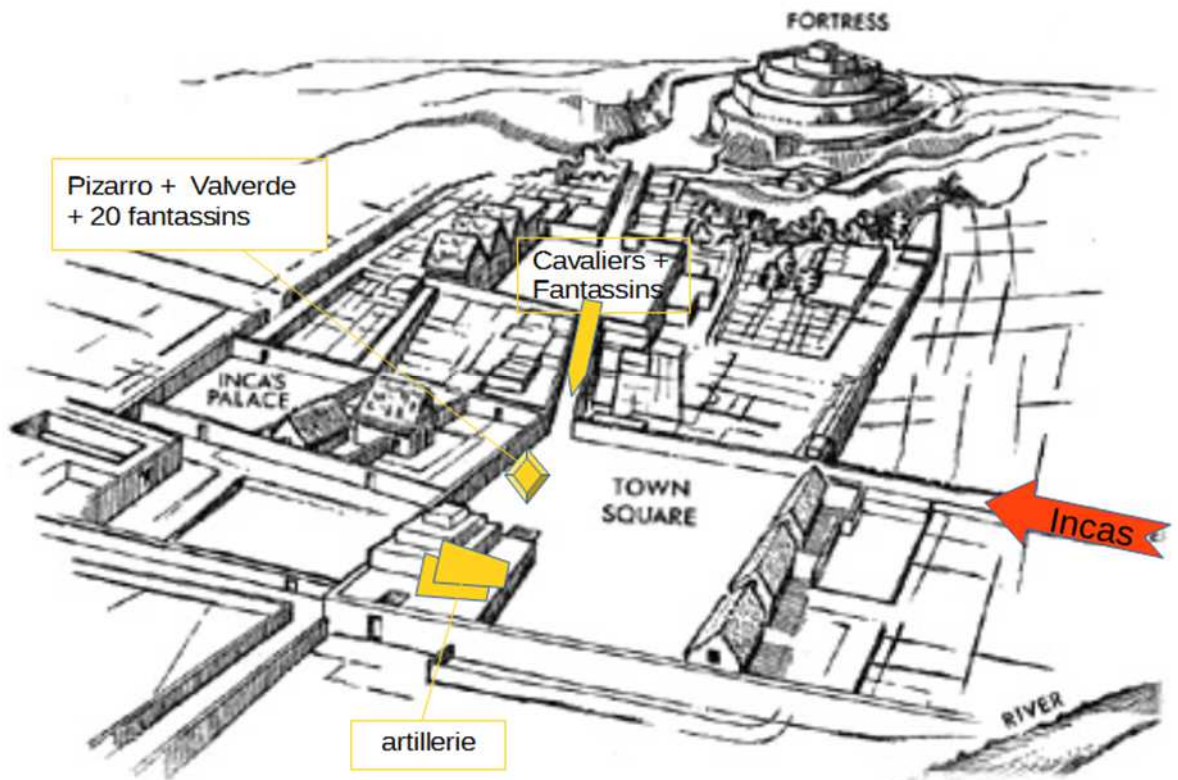 FORTRESS
Pizarro + Valverde
+ 20 fantassins
Cavaliers +
Fantassins
INCA'S
PALACE
TOWN
SQUARE
Incas
RIVER
artillerie